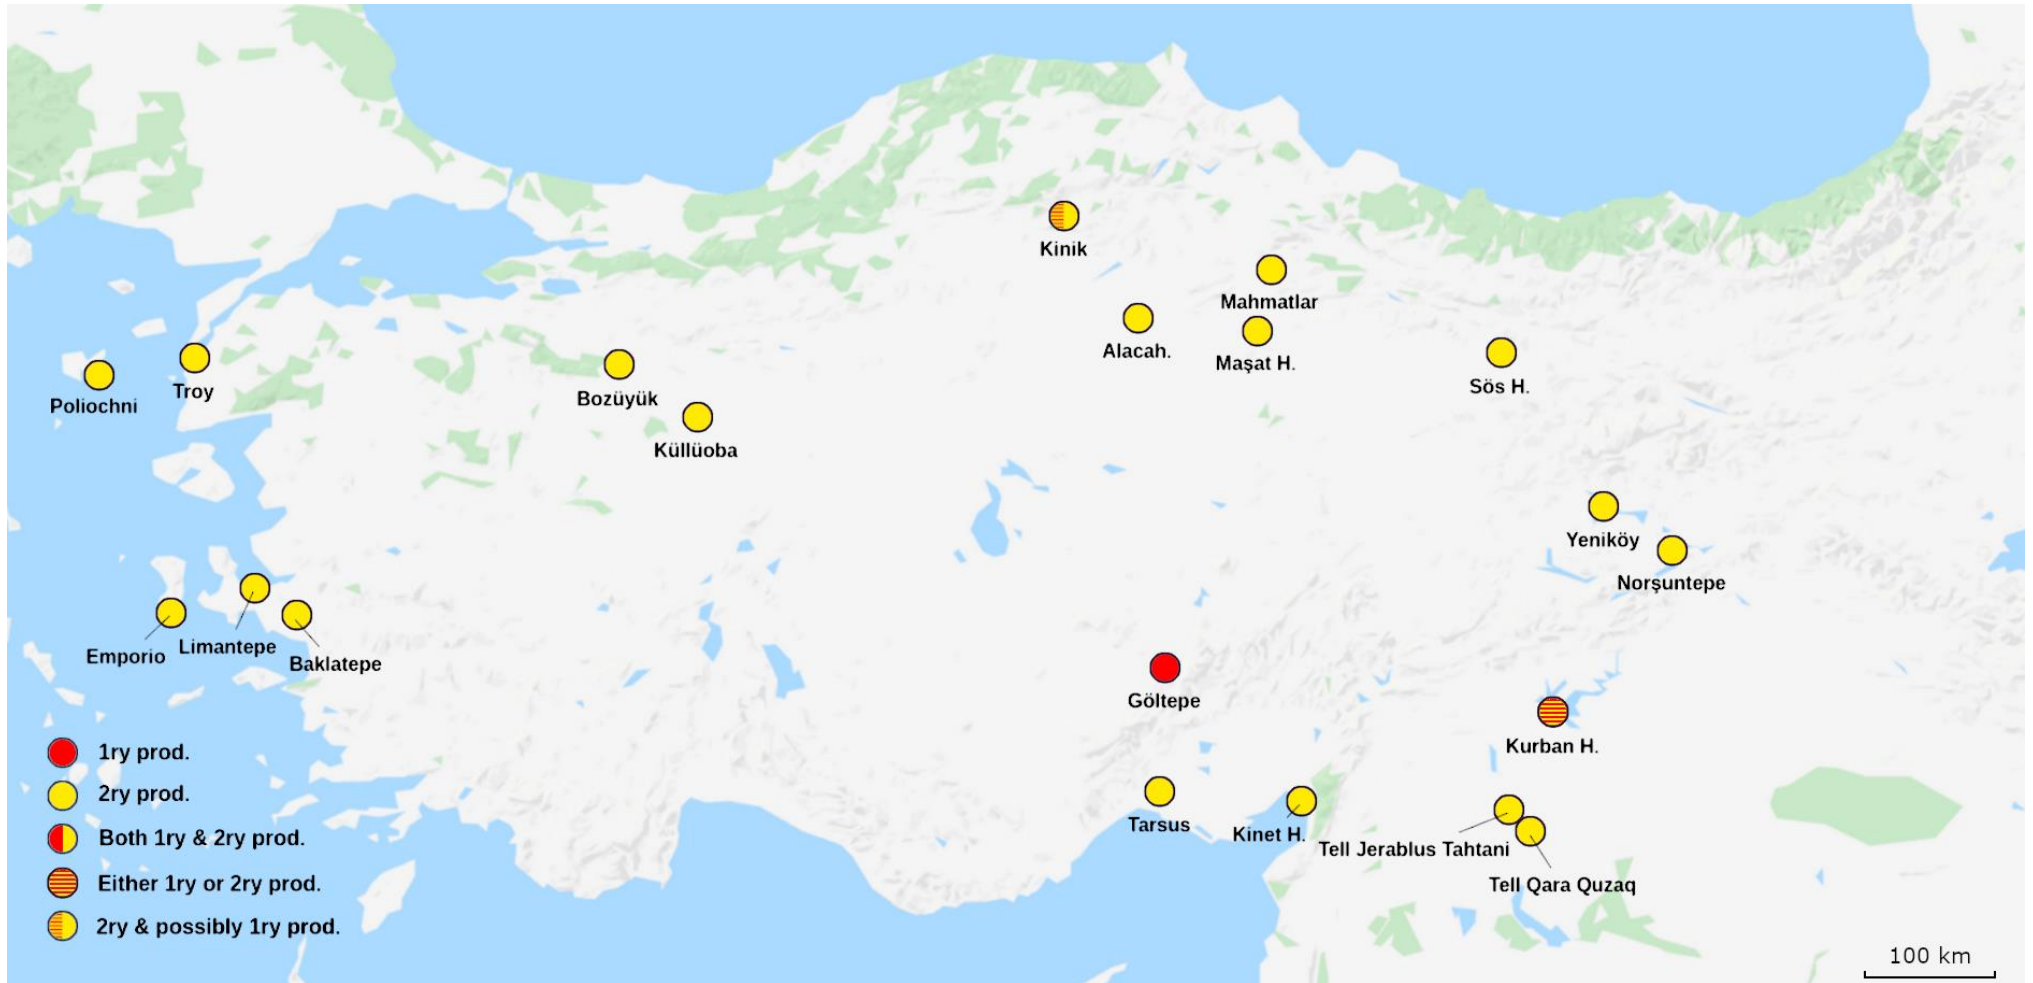 Kinik
Mahmatlar
Alacah.
Maşat H.
Sös H.
Troy
Poliochni
Bozüyük
Küllüoba
Yeniköy
Norşuntepe
Emporio
Limantepe
Baklatepe
Göltepe
Kurban H.
Tarsus
Kinet H.
Tell Jerablus Tahtani
Tell Qara Quzaq
1ry prod.
2ry prod.
Both 1ry & 2ry prod.
Either 1ry or 2ry prod.
2ry & possibly 1ry prod.
100 km